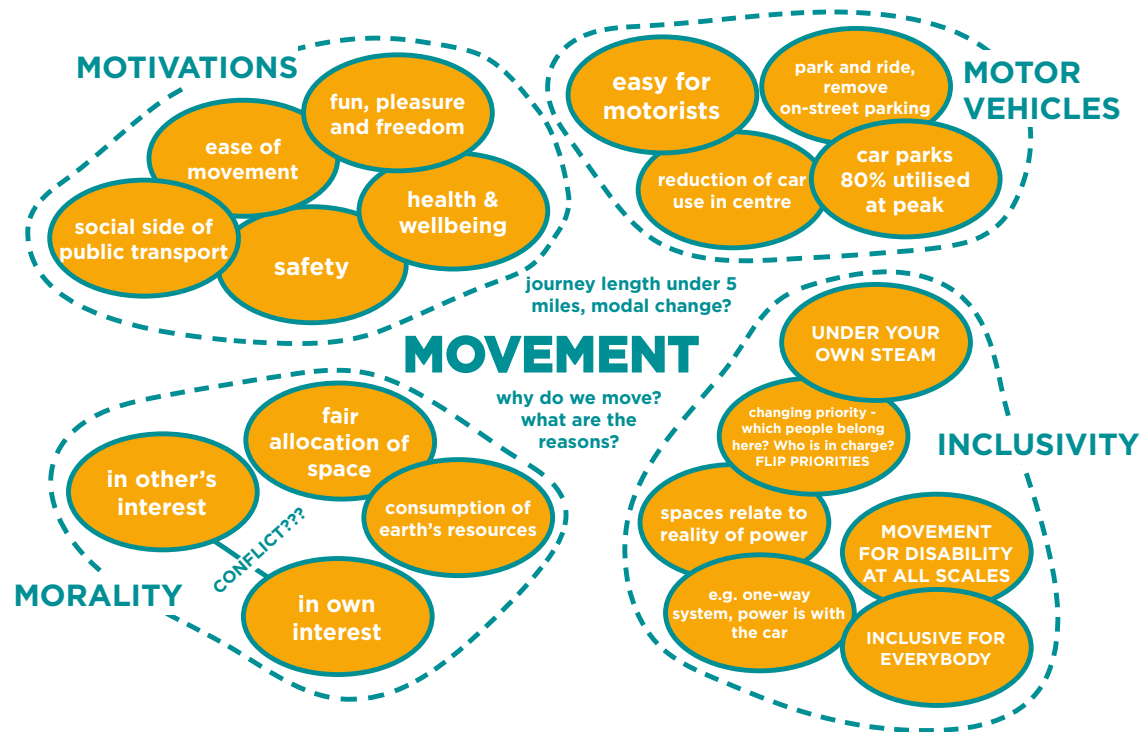 MOTIVATIONS
fun, pleasure
and freedom
ease of
movement
health &
wellbeing
social side of
public transport
safety
MOTOR
VEHICLES
easy for
motorists
park and ride,
remove
on-street parking
reduction of car
use in centre
car parks
80% utilised
at peak
journey length under 5
miles, modal change?
MOVEMENT
why do we move?
what are the
reasons?
MORALITY
fair
allocation of
space
in other's
interest
consumption of
earth's resources
CONFLICT???
in own
interest
INCLUSIVITY
UNDER YOUR
OWN STEAM
changing priority -
which people belong
here? Who is in charge?
FLIP PRIORITIES
spaces relate to
reality of power
MOVEMENT
FOR DISABILITY
AT ALL SCALES
e.g. one-way
system, power is with
the car
INCLUSIVE FOR
EVERYBODY